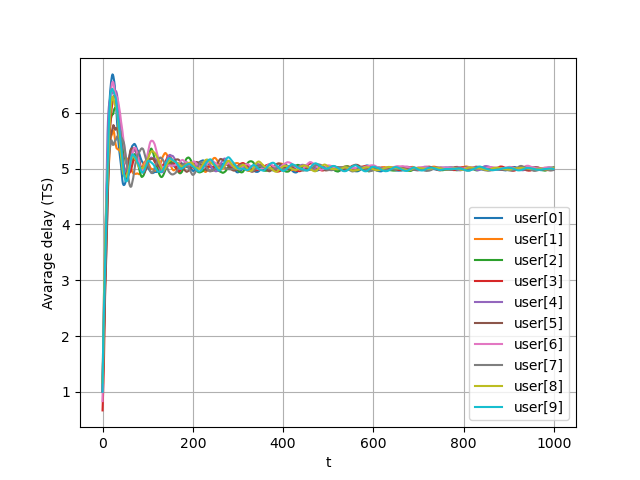 Avarage delay (TS)
6
5
4
3
2
1
0
200
400
600
800
1000
t
user[0]
user[1]
user[2]
user[3]
user[4]
user[5]
user[6]
user[7]
user[8]
user[9]